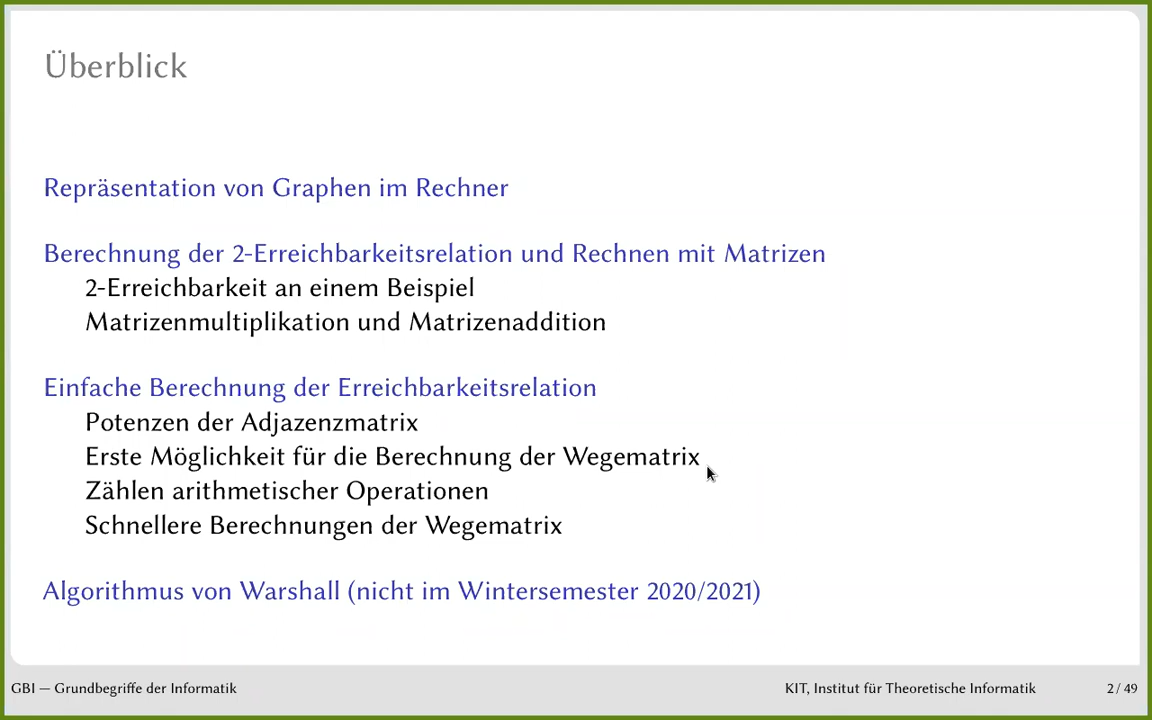 Überblick
Repräsentation von Graphen im Rechner
Berechnung der 2-Erreichbarkeitsrelation und Rechnen mit Matrizen
2-Erreichbarkeit an einem Beispiel
Matrizenmultiplikation und Matrizenaddition
Einfache Berechnung der Erreichbarkeitsrelation
Potenzen der Adjazenzmatrix
Erste Möglichkeit für die Berechnung der Wegematrix
Zählen arithmetischer Operationen
Schnellere Berechnungen der Wegematrix
Algorithmus von Warshall (nicht im Wintersemester 2020/2021)
GBI — Grundbegriffe der Informatik
KIT, Institut für Theoretische Informatik
2 / 49